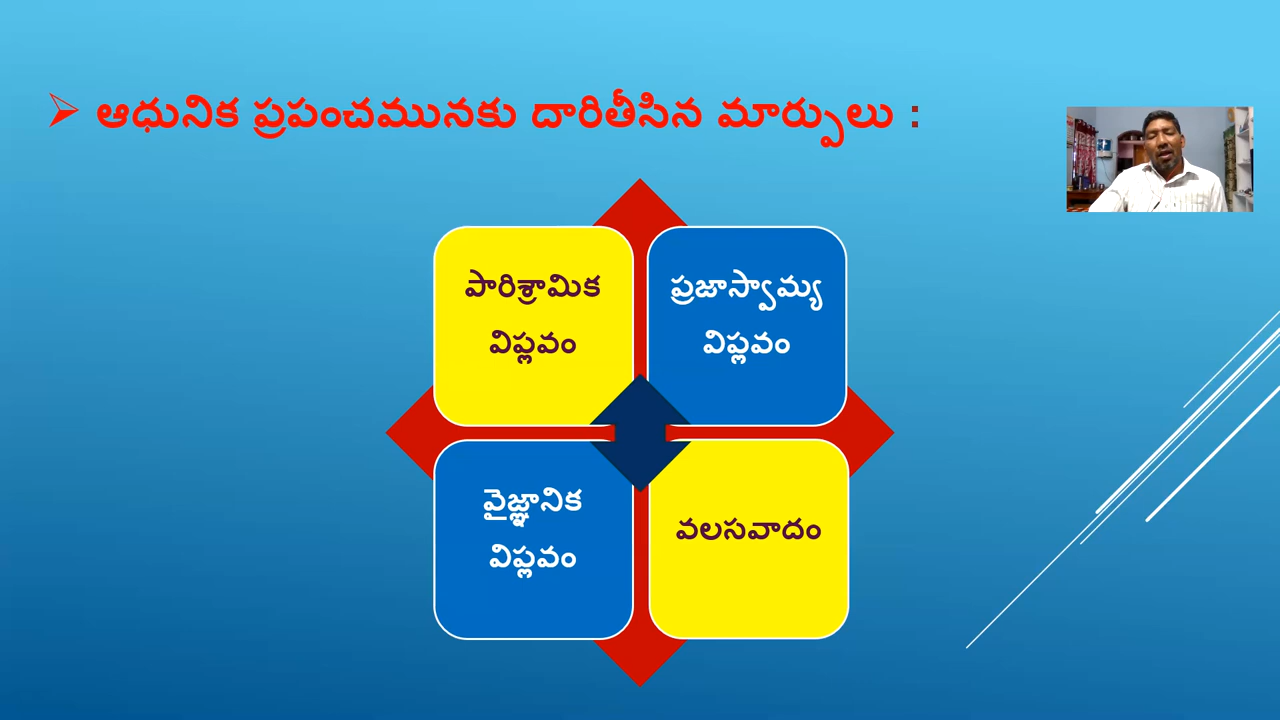 ఆధునిక ప్రపంచమునకు దారితీసిన మార్పులు :
పారిశ్రామిక
విప్లవం
ప్రజాస్వామ్య
విప్లవం
వైజ్ఞానిక
విప్లవం
వలసవాదం